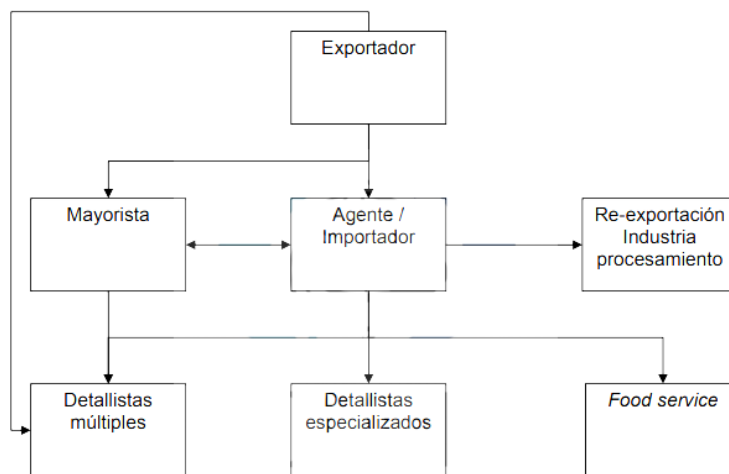 Exportador
Mayorista
Agente /
Importador
Re-exportación
Industria
procesamiento
Detallistas
múltiples
Detallistas
especializados
Food service